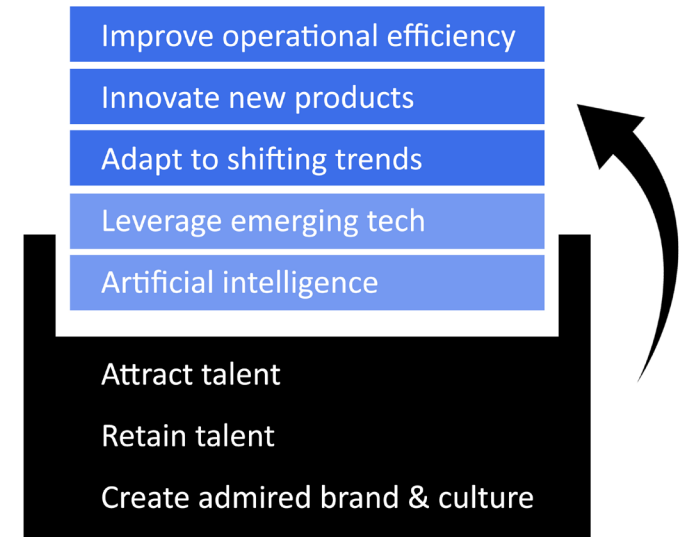 Improve operational efficiency
Innovate new products
Adapt to shifting trends
Leverage emerging tech
Artificial intelligence
Attract talent
Retain talent
Create admired brand & culture